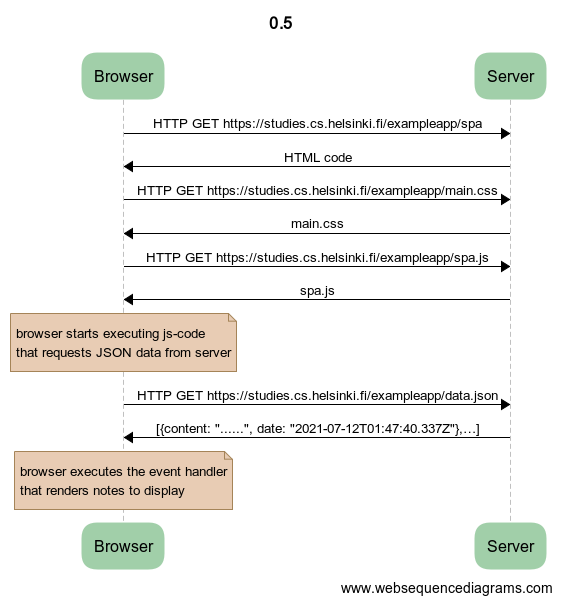 0.5
Browser
Server
HTTP GET https://studies.cs.helsinki.fi/exampleapp/spa
HTML code
HTTP GET https://studies.cs.helsinki.fi/exampleapp/main.css
main.css
HTTP GET https://studies.cs.helsinki.fi/exampleapp/spa.js
spa.js
browser starts executing js-code
that requests JSON data from server
HTTP GET https://studies.cs.helsinki.fi/exampleapp/data.json
[{content: "......", date: "2021-07-12T01:47:40.337Z"},…]
browser executes the event handler
that renders notes to display
Browser
Server
www.websequencediagrams.com